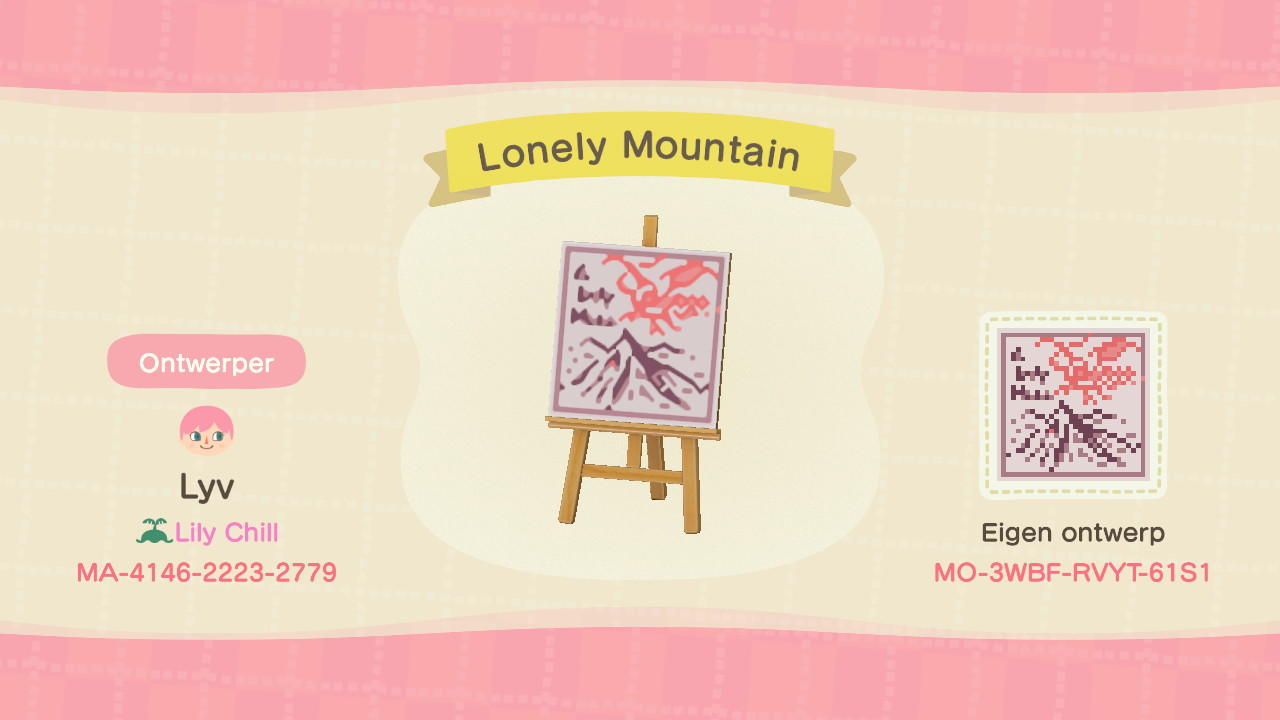 Lonely Mountain
Ontwerper
Lyv
Lily Chill
MA-4146-2223-2779
Eigen ontwerp
MO-3WBF-RVYT-61S1